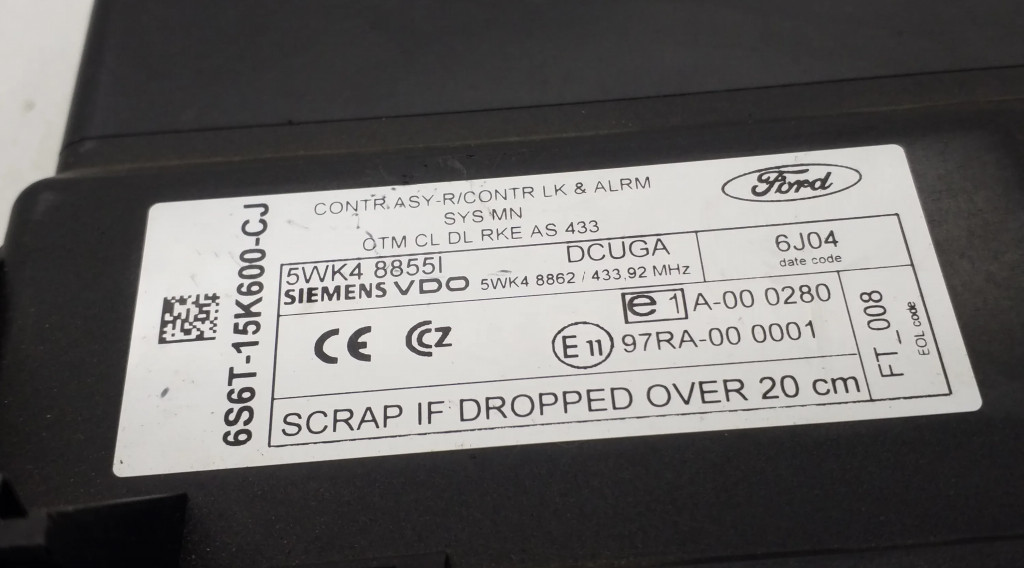 CONTR.ASY-R/CONTR LK & ALRM
SYS MN
OTM CL DL RKE AS 433
Ford
6S6T-15K600-CJ
5WK4 8855I
DCUGA
SIEMENS VDO 5WK4 8862 / 433,92 MHz
6J04
date code
CE
CCZ
e 1 A-00 0280
E 11 97RA-00 0001
FT_008
EOL code
SCRAP IF DROPPED OVER 20 cm